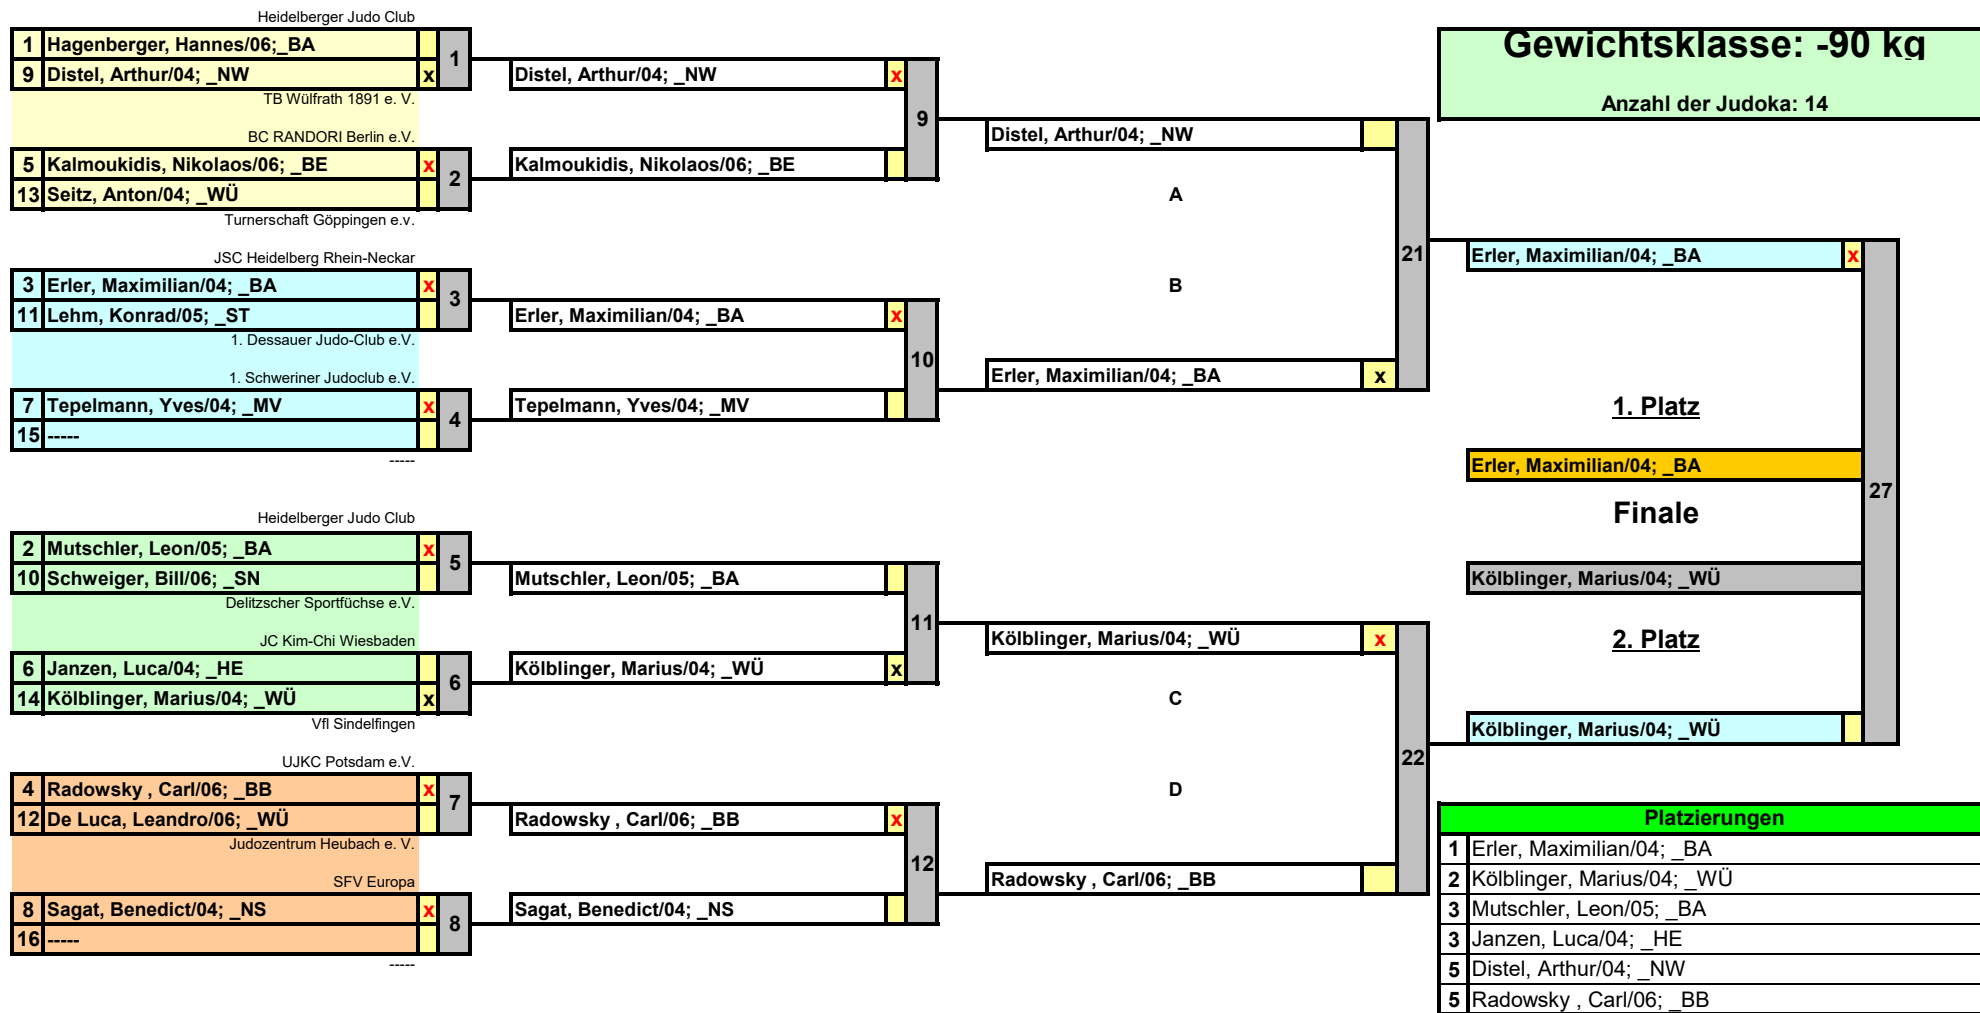 Heidelberger Judo Club
1 Hagenberger, Hannes/06;_BA
1
9 Distel, Arthur/04; _NW x
TB Wülfrath 1891 e. V.
BC RANDORI Berlin e.V.
5 Kalmoukidis, Nikolaos/06; _BE x
2
13 Seitz, Anton/04; _WÜ
Turnerschaft Göppingen e.v.
JSC Heidelberg Rhein-Neckar
3 Erler, Maximilian/04; _BA x
3
11 Lehm, Konrad/05; _ST
1. Dessauer Judo-Club e.V.
1. Schweriner Judoclub e.V.
7 Tepelmann, Yves/04; _MV x
4
15 -----
-----
Heidelberger Judo Club
2 Mutschler, Leon/05; _BA x
5
10 Schweiger, Bill/06; _SN
Delitzscher Sportfüchse e.V.
JC Kim-Chi Wiesbaden
6 Janzen, Luca/04; _HE
6
14 Kölblinger, Marius/04; _WÜ x
Vfl Sindelfingen
UJKC Potsdam e.V.
4 Radowsky , Carl/06; _BB x
7
12 De Luca, Leandro/06; _WÜ
Judozentrum Heubach e. V.
SFV Europa
8 Sagat, Benedict/04; _NS x
8
16 -----
-----
Distel, Arthur/04; _NW x
9
Kalmoukidis, Nikolaos/06; _BE
Erler, Maximilian/04; _BA x
10
Tepelmann, Yves/04; _MV
Mutschler, Leon/05; _BA
11
Kölblinger, Marius/04; _WÜ x
Radowsky , Carl/06; _BB x
12
Sagat, Benedict/04; _NS
Distel, Arthur/04; _NW
A
21
B
Erler, Maximilian/04; _BA x
Kölblinger, Marius/04; _WÜ x
C
22
D
Radowsky , Carl/06; _BB
Gewichtsklasse: -90 kg
Anzahl der Judoka: 14
Erler, Maximilian/04; _BA x
1. Platz
Erler, Maximilian/04; _BA
27
Finale
Kölblinger, Marius/04; _WÜ
2. Platz
Kölblinger, Marius/04; _WÜ
Platzierungen
1 Erler, Maximilian/04; _BA
2 Kölblinger, Marius/04; _WÜ
3 Mutschler, Leon/05; _BA
3 Janzen, Luca/04; _HE
5 Distel, Arthur/04; _NW
5 Radowsky , Carl/06; _BB